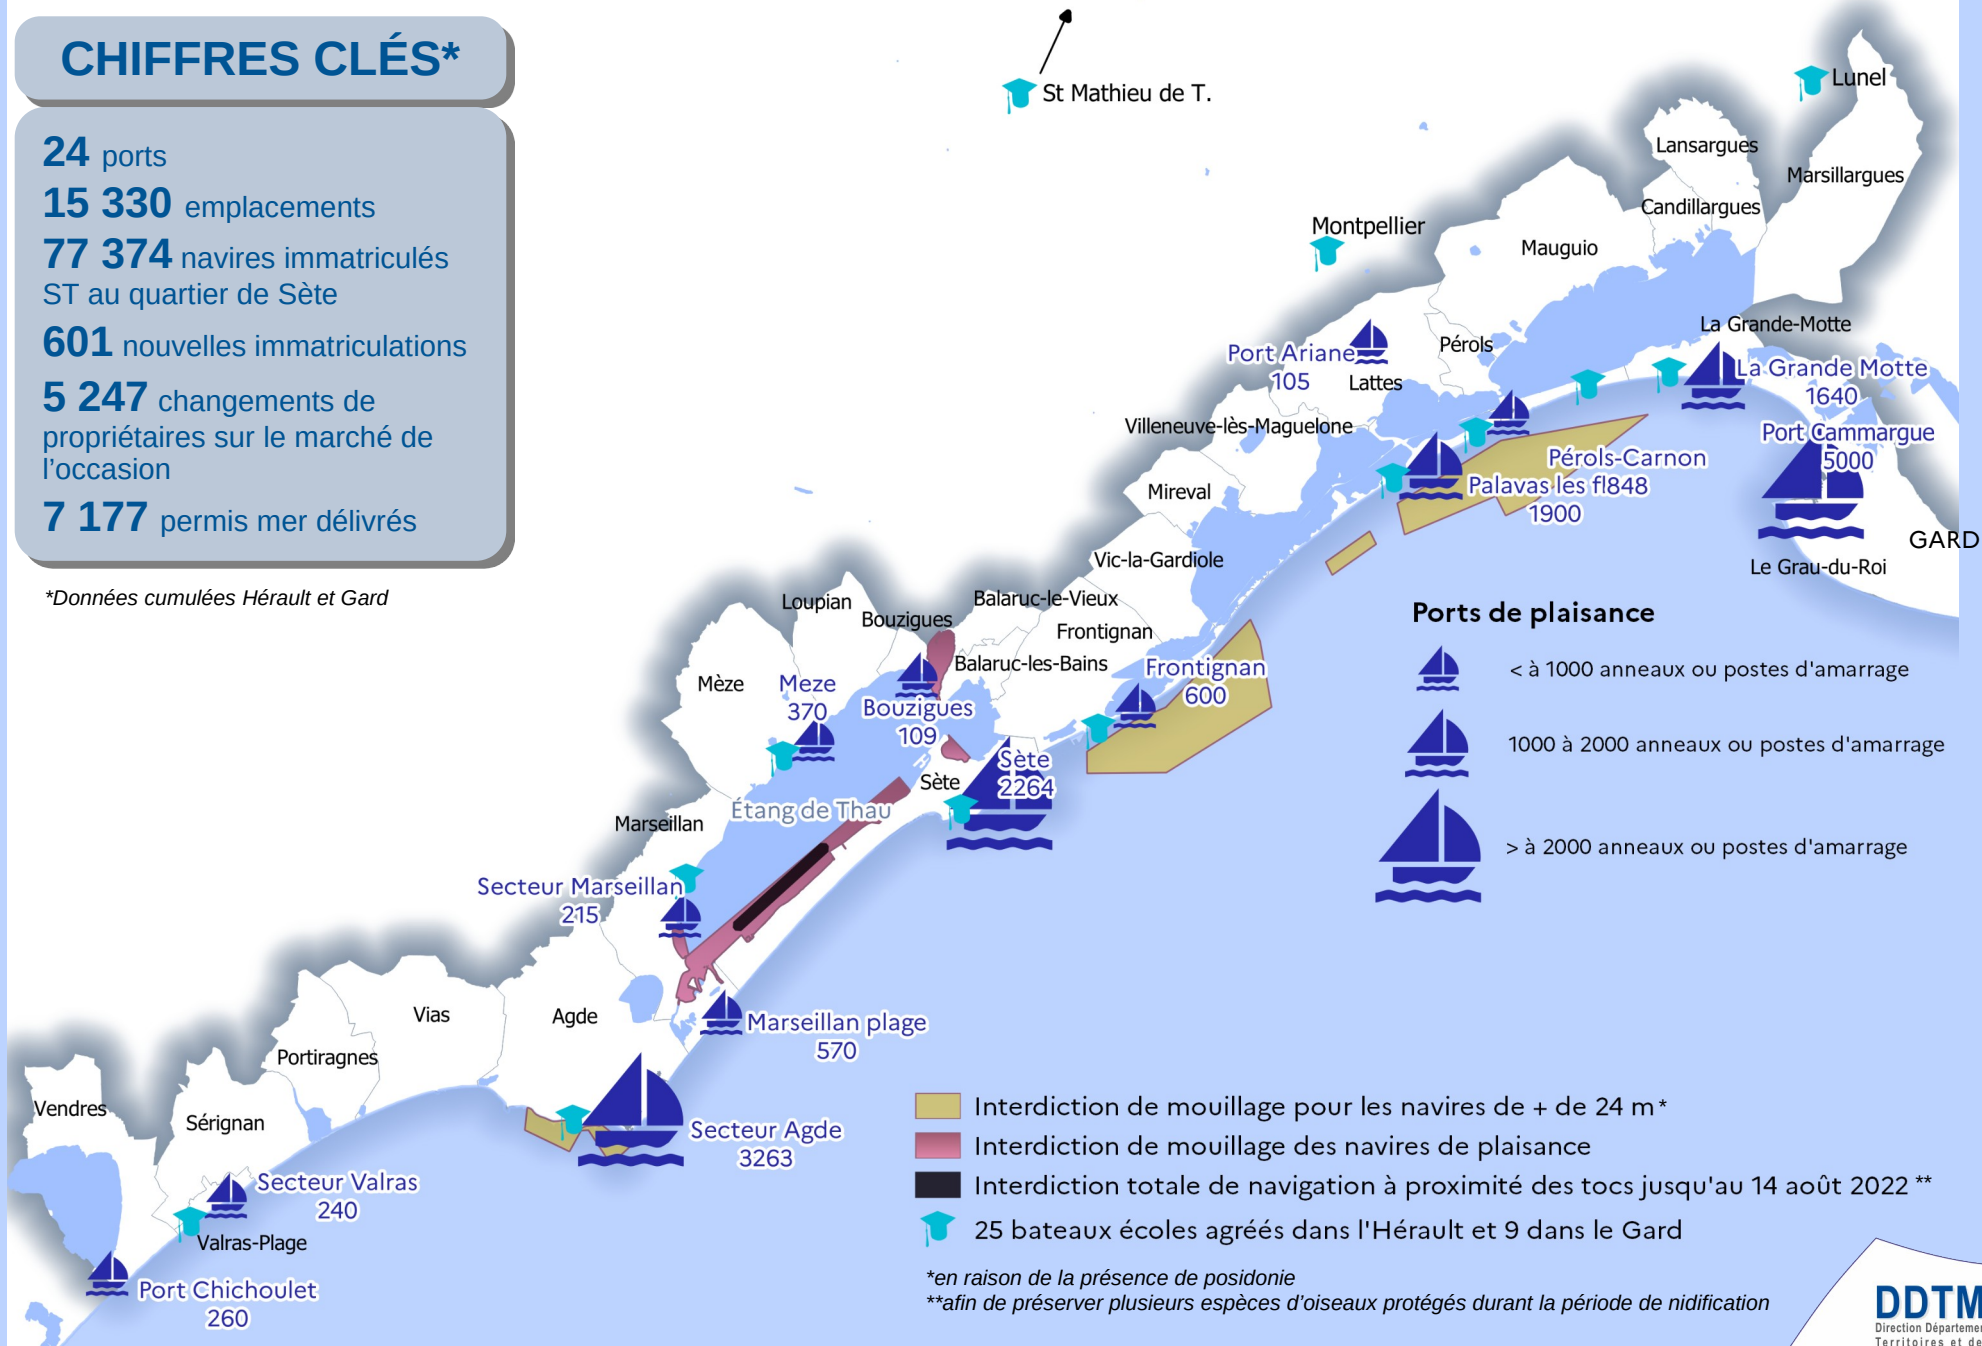 CHIFFRES CLÉS*
24 ports
15 330 emplacements
77 374 navires immatriculés
ST au quartier de Sète
601 nouvelles immatriculations
5 247 changements de
propriétaires sur le marché de
l'occasion
7 177 permis mer délivrés
*Données cumulées Hérault et Gard
St Mathieu de T.
Lunel
Lansargues
Marsillargues
Candillargues
Montpellier
Mauguio
La Grande-Motte
Pérols
Port Ariane
105
Lattes
La Grande Motte
1640
Villeneuve-lès-Maguelone
Port Cammargue
5000
Pérols-Carnon
Palavas les fl848
1900
Mireval
GARD
Vic-la-Gardiole
Le Grau-du-Roi
Loupian
Bouzigues
Balaruc-le-Vieux
Frontignan
Balaruc-les-Bains
Frontignan
600
Mèze
Meze
370
Bouzigues
109
Sète
2264
Sète
Étang de Thau
Marseillan
Secteur Marseillan
215
Vias
Agde
Marseillan plage
570
Portiragnes
Vendres
Sérignan
Secteur Agde
3263
Secteur Valras
240
Valras-Plage
Port Chichoulet
260
Ports de plaisance
< à 1000 anneaux ou postes d'amarrage
1000 à 2000 anneaux ou postes d'amarrage
> à 2000 anneaux ou postes d'amarrage
Interdiction de mouillage pour les navires de + de 24 m*
Interdiction de mouillage des navires de plaisance
Interdiction totale de navigation à proximité des tocs jusqu'au 14 août 2022 **
25 bateaux écoles agréés dans l'Hérault et 9 dans le Gard
*en raison de la présence de posidonie
**afin de préserver plusieurs espèces d'oiseaux protégés durant la période de nidification
DDTM
Direction Départeme
Territoires et de